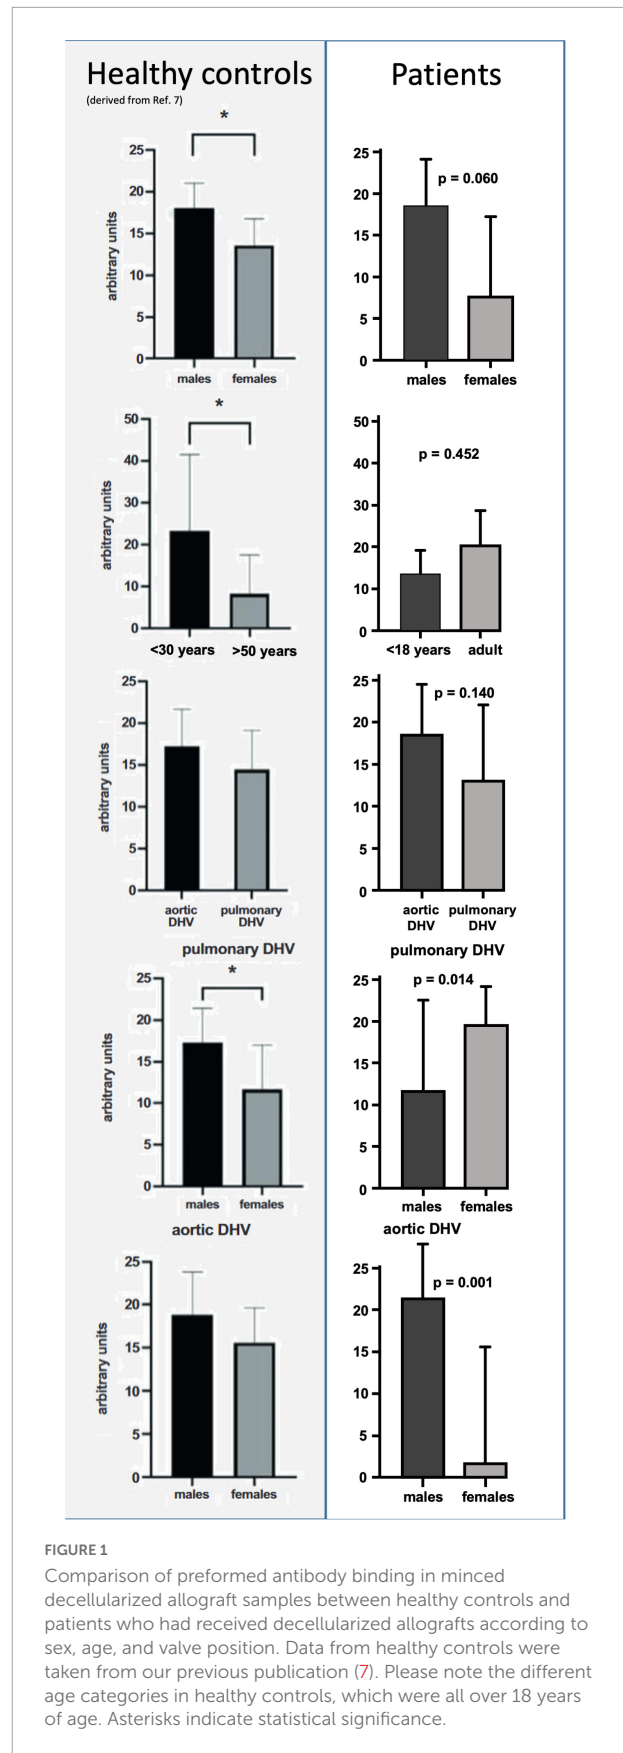 Healthy controls
(derived from Ref. 7)
Patients
*
25
20
15
10
5
0
arbitrary units
males females
25
20
15
10
5
0
p = 0.060
males females
*
50
40
30
20
10
0
arbitrary units
<30 years >50 years
50
40
30
20
10
0
p = 0.452
<18 years adult
25
20
15
10
5
0
arbitrary units
aortic DHV
pulmonary DHV
25
20
15
10
5
0
p = 0.140
aortic DHV
pulmonary DHV
pulmonary DHV
*
25
20
15
10
5
0
arbitrary units
males females
pulmonary DHV
25
20
15
10
5
0
p = 0.014
males females
aortic DHV
25
20
15
10
5
0
arbitrary units
males females
aortic DHV
25
20
15
10
5
0
p = 0.001
males females
FIGURE 1
Comparison of preformed antibody binding in minced
decellularized allograft samples between healthy controls and
patients who had received decellularized allografts according to
sex, age, and valve position. Data from healthy controls were
taken from our previous publication (7). Please note the different
age categories in healthy controls, which were all over 18 years
of age. Asterisks indicate statistical significance.